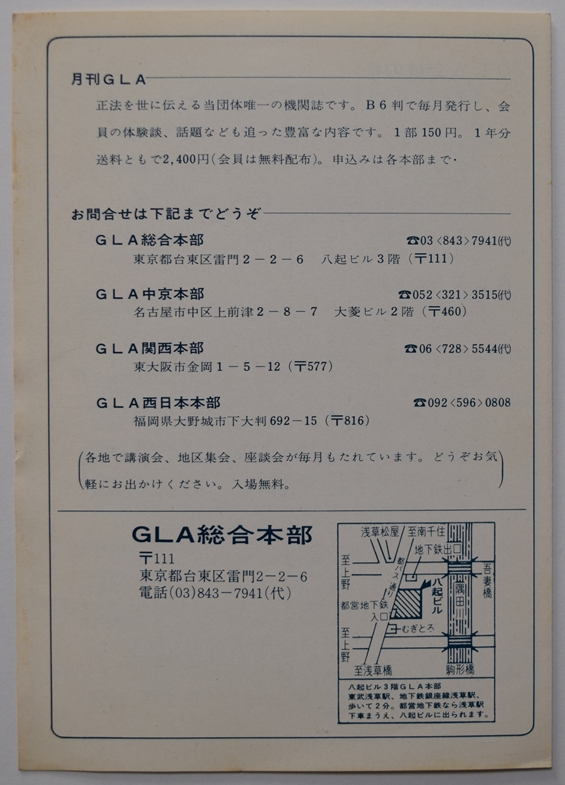 月刊GLA
正法を世に伝える当団体唯一の機関誌です。B6判で毎月発行し、会
員の体験談、話題なども追った豊富な内容です。1部150円。1年分
送料ともで2,400円(会員は無料配布)。申込みは各本部まで・
お問合せは下記までどうぞ
GLA総合本部 ☎03<843>7941㈹
東京都台東区雷門2-2-6 八起ビル3階(〒111)
GLA中京本部 ☎052<321>3515㈹
名古屋市中区上前津2-8-7 大菱ビル2階(〒460)
GLA関西本部 ☎06<728>5544㈹
東大阪市金岡1-5-12(〒577)
GLA西日本本部 ☎092<596>0808
福岡県大野城市下大判692-15(〒816)
(各地で講演会、地区集会、座談会が毎月もたれています。どうぞお気
軽にお出かけください。入場無料。)
GLA総合本部
〒111
東京都台東区雷門2-2-6
電話(03)843-7941(代)
浅草松屋
至南千住
地下鉄出口
至上野
都バス通り
吾妻橋
八起ビル
隅田川
都営地下鉄
入口
むぎとろ
至上野
至浅草橋
駒形橋
八起ビル3階GLA本部
東武浅草駅、地下鉄銀座線浅草駅、
歩いて2分。都営地下鉄なら浅草駅
下車まうえ、八起ビルに出られます。